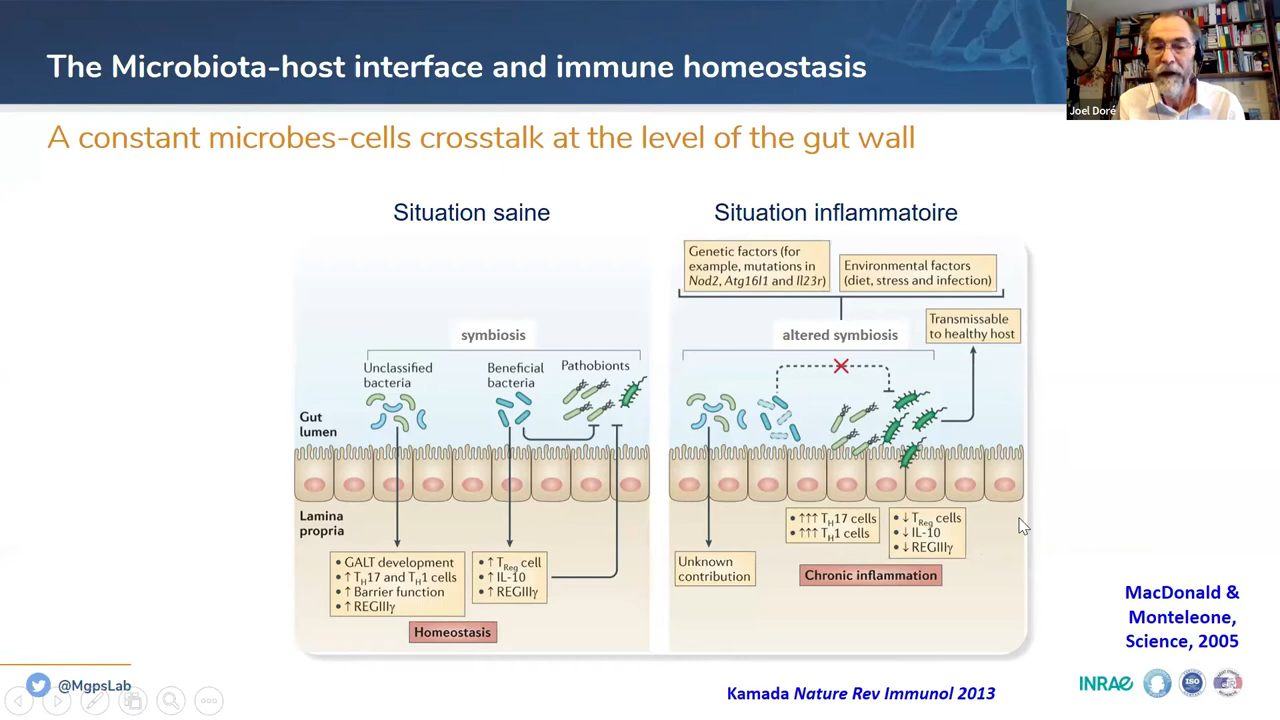 The Microbiota-host interface and immune homeostasis
Joel Doré
A constant microbes-cells crosstalk at the level of the gut wall
Situation saine
Situation inflammatoire
Genetic factors (for
example, mutations in
Nod2, Atg16l1 and Il23r)
Environmental factors
(diet, stress and infection)
Transmissable
to healthy host
symbiosis
altered symbiosis
Unclassified
bacteria
Beneficial
bacteria
Pathobionts
Gut
lumen
Lamina
propria
• GALT development
• ↑ TH17 and TH1 cells
• ↑ Barrier function
• ↑ REGIIIγ
• ↑ TReg cell
• ↑ IL-10
• ↑ REGIIIγ
Homeostasis
Unknown
contribution
• ↑↑↑ TH17 cells
• ↑↑↑ TH1 cells
• ↓ TReg cells
• ↓ IL-10
• ↓ REGIIIγ
Chronic inflammation
MacDonald &
Monteleone,
Science, 2005
@MgpsLab
Kamada Nature Rev Immunol 2013
INRAE
ISO